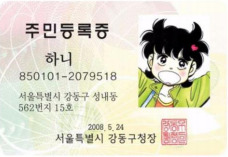 주민등록증
하니
850101-2079518
서울특별시 강동구 성내동
562번지 15호
2008. 5. 24
서울특별시 강동구청장